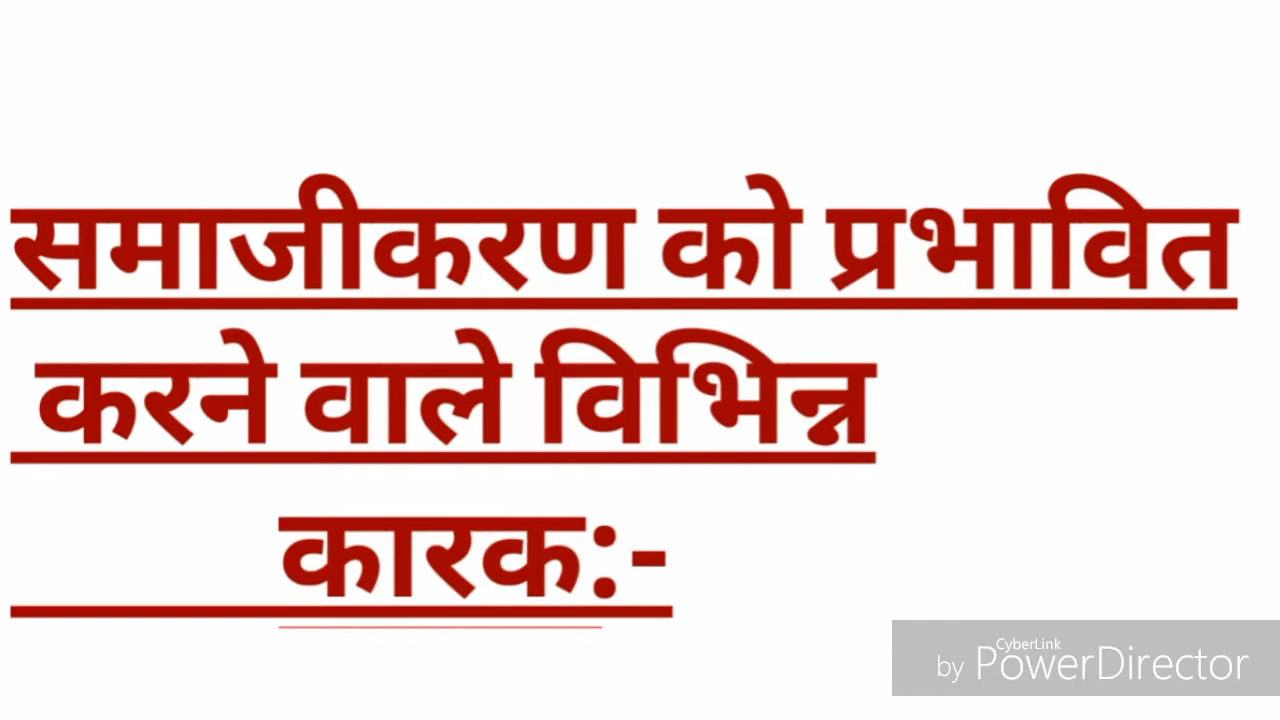 समाजीकरण को प्रभावित
करने वाले विभिन्न
कारक:-
CyberLink
by PowerDirector